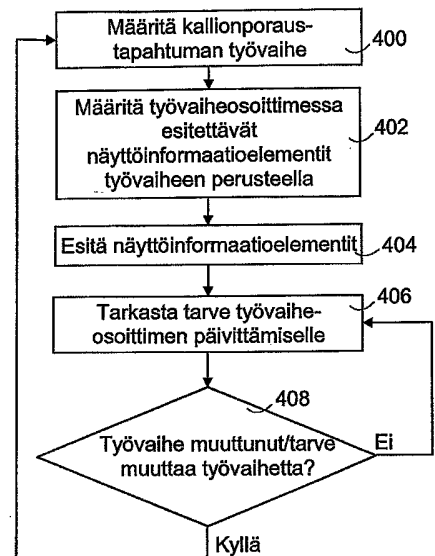 Määritä kallionporaus-
tapahtuman työvaihe
400
Määritä työvaiheosoittimessa
esitettävät
näyttöinformaatioelementit
työvaiheen perusteella
402
Esitä näyttöinformaatioelementit
404
Tarkasta tarve työvaihe-
osoittimen päivittämiselle
406
408
Työvaihe muuttunut/tarve
muuttaa työvaihetta?
Ei
Kyllä